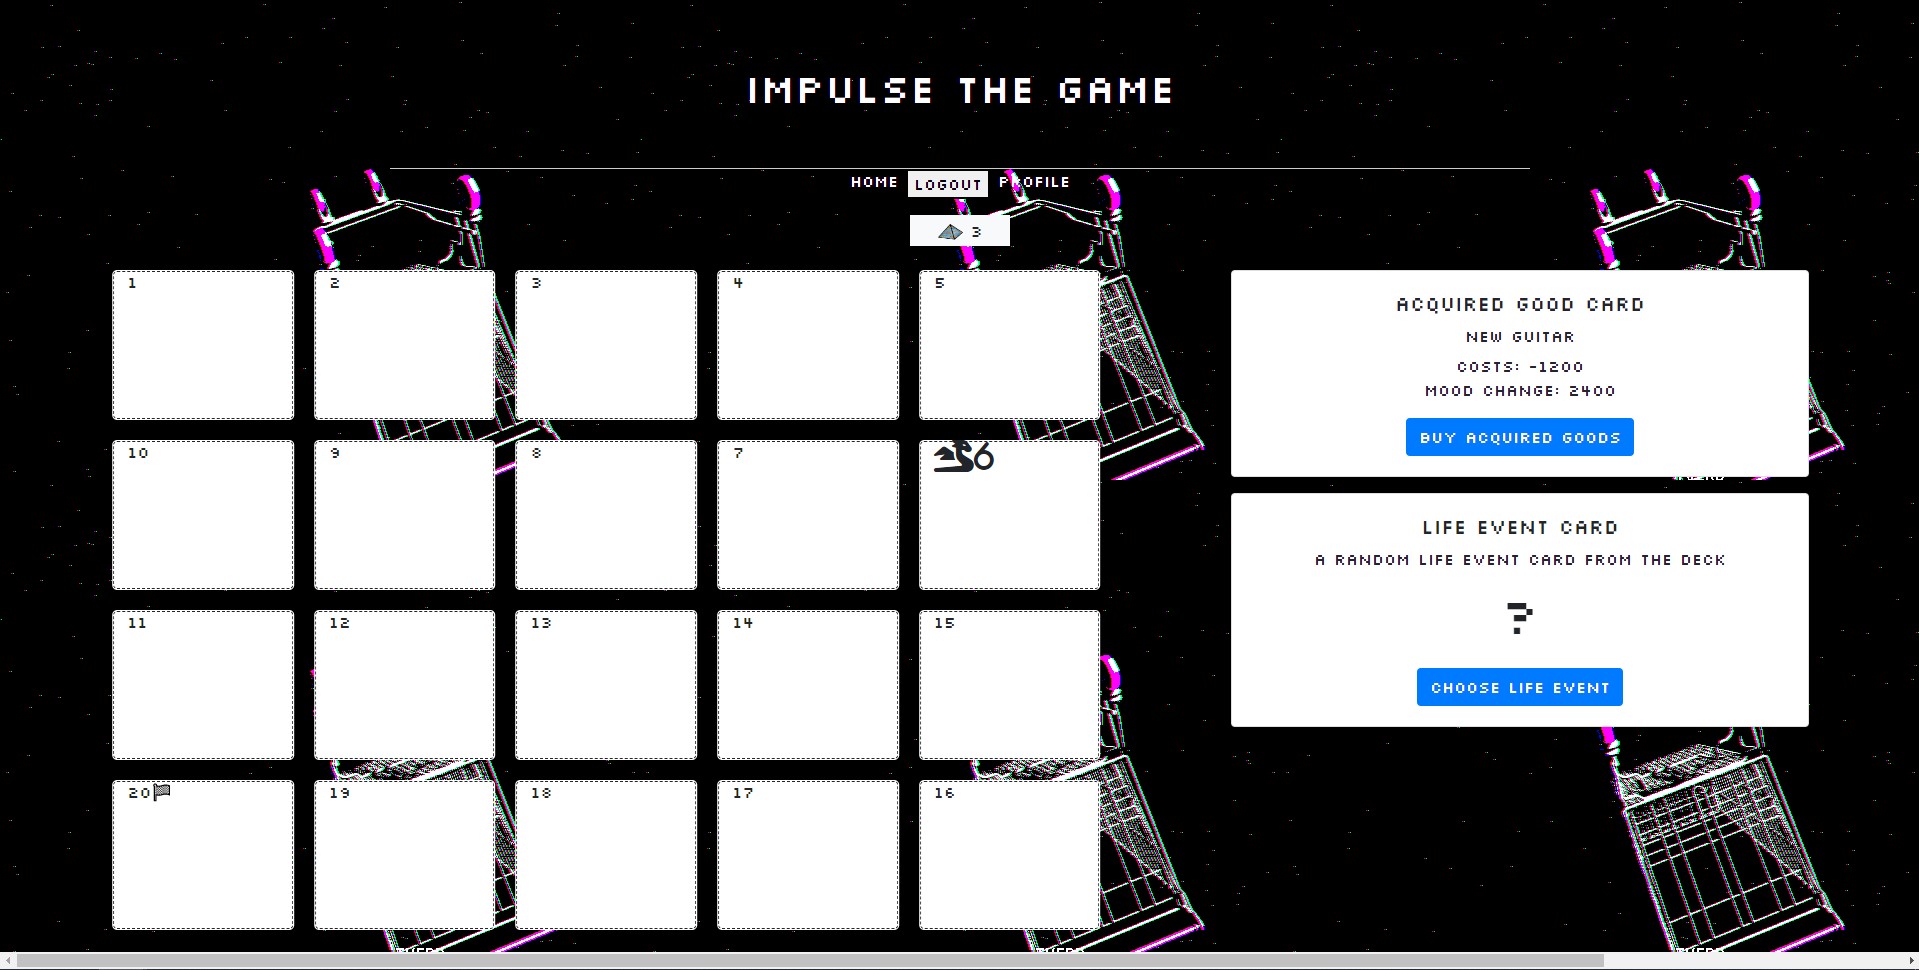 IMPULSE THE GAME
HOME LOGOUT PROFILE
3
1 2 3 4 5
10 9 8 7 6
11 12 13 14 15
20 19 18 17 16
ACQUIRED GOOD CARD
NEW GUITAR
COSTS: -1200
MOOD CHANGE: 2400
BUY ACQUIRED GOODS
LIFE EVENT CARD
A RANDOM LIFE EVENT CARD FROM THE DECK
?
CHOOSE LIFE EVENT